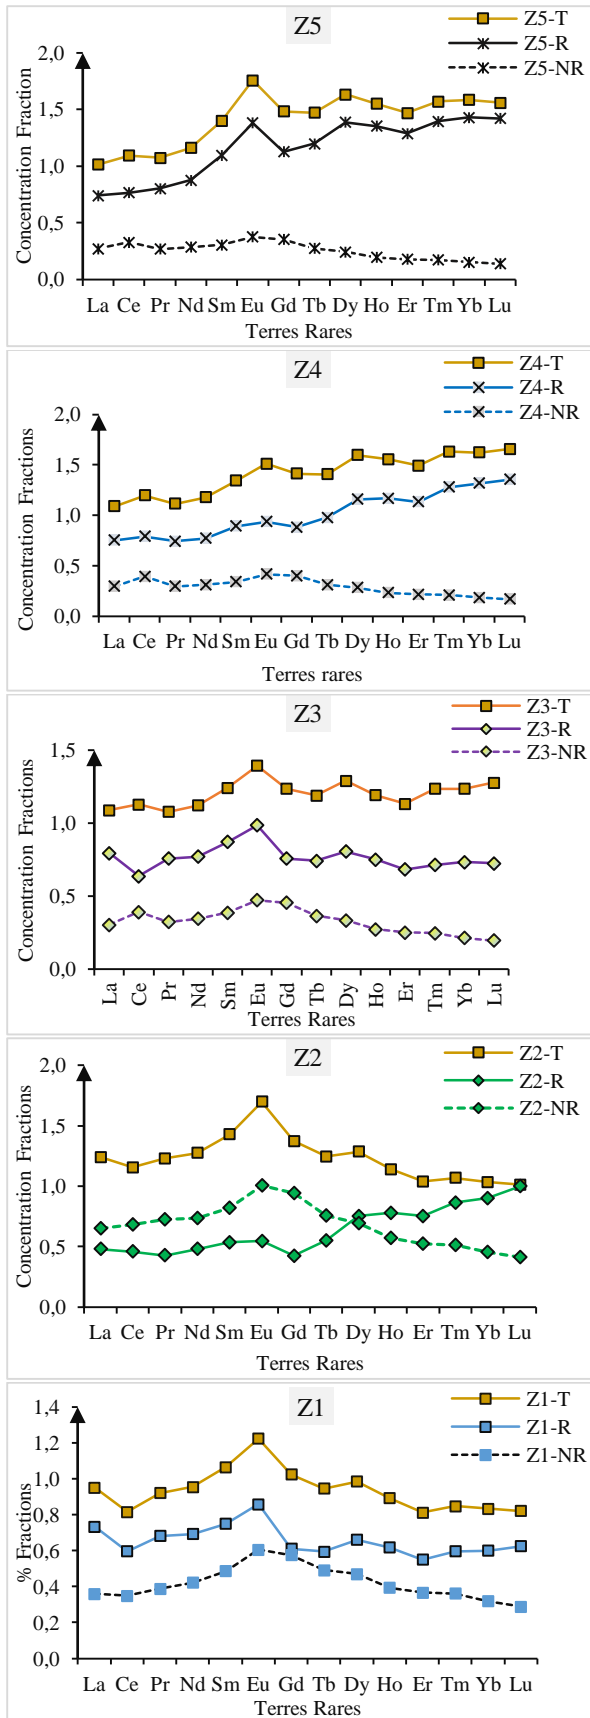 Z5
Z5-T
Z5-R
Z5-NR
Concentration Fraction
2,0
1,5
1,0
0,5
0,0
La Ce Pr Nd Sm Eu Gd Tb Dy Ho Er Tm Yb Lu
Terres Rares
Z4
Z4-T
Z4-R
Z4-NR
Concentration Fractions
2,0
1,5
1,0
0,5
0,0
La Ce Pr Nd Sm Eu Gd Tb Dy Ho Er Tm Yb Lu
Terres rares
Z3
Z3-T
Z3-R
Z3-NR
Concentration Fractions
1,5
1,0
0,5
0,0
La Ce Pr Nd Sm Eu Gd Tb Dy Ho Er Tm Yb Lu
Terres Rares
Z2
Z2-T
Z2-R
Z2-NR
Concentration Fractions
2,0
1,5
1,0
0,5
0,0
La Ce Pr Nd Sm Eu Gd Tb Dy Ho Er Tm Yb Lu
Terres Rares
Z1
Z1-T
Z1-R
Z1-NR
% Fractions
1,4
1,2
1,0
0,8
0,6
0,4
0,2
0,0
La Ce Pr Nd Sm Eu Gd Tb Dy Ho Er Tm Yb Lu
Terres Rares